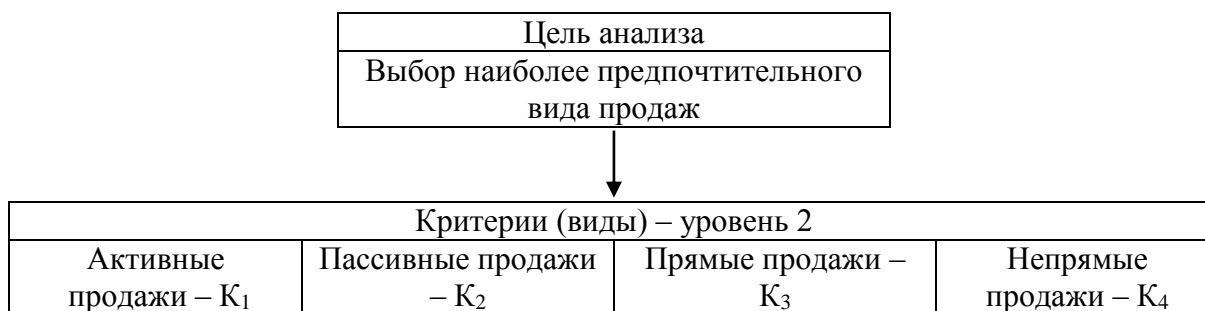 Цель анализа
Выбор наиболее предпочтительного
вида продаж
Критерии (виды) – уровень 2
Активные
продажи – К₁
Пассивные продажи
– К₂
Прямые продажи –
К₃
Непрямые
продажи – К₄